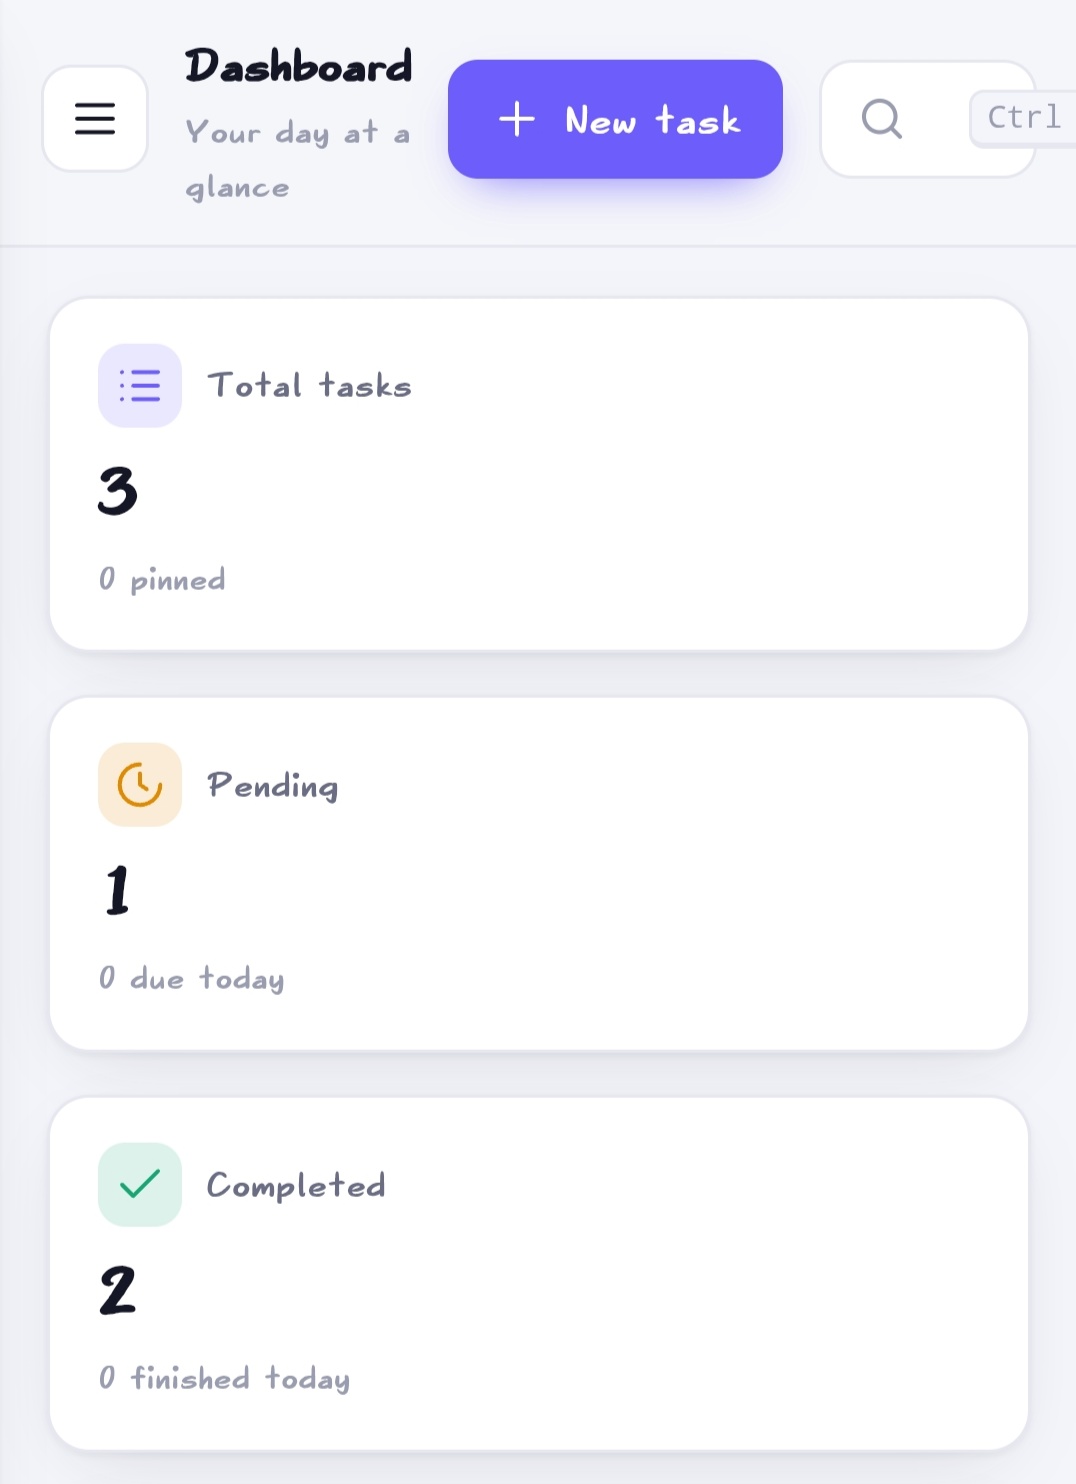 Dashboard
Your day at a
glance
New task
Ctrl
Total tasks
3
0 pinned
Pending
1
0 due today
Completed
2
0 finished today